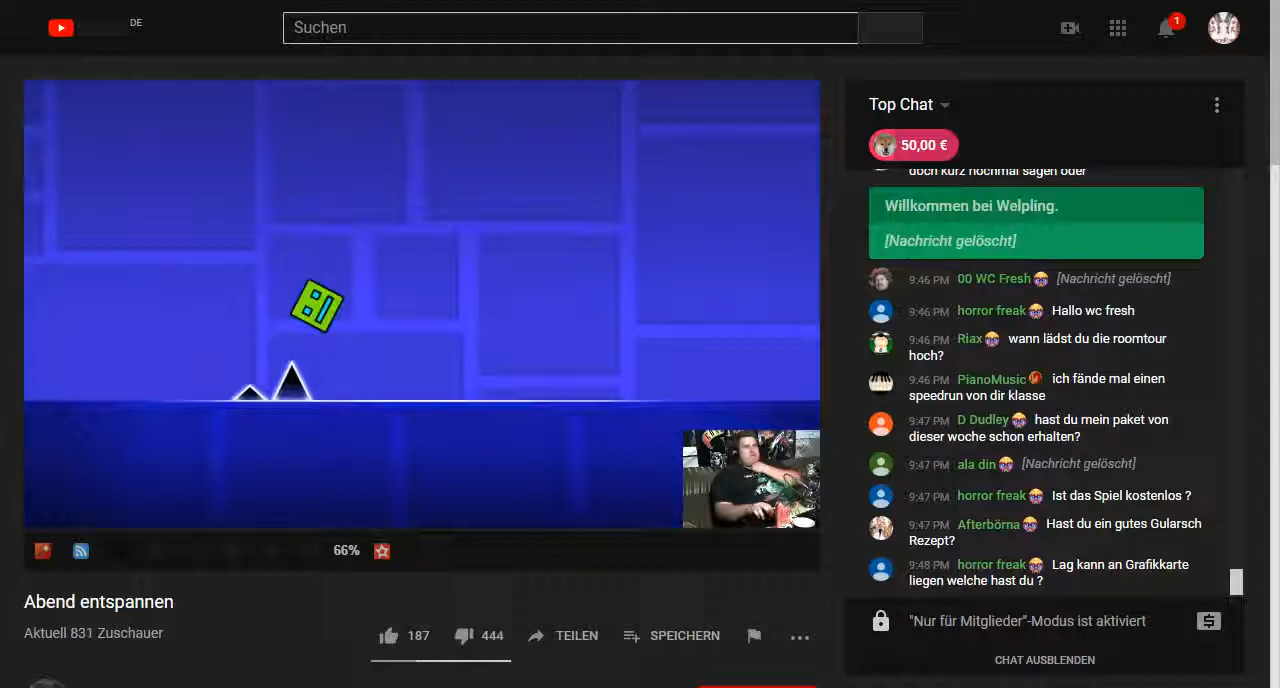 DE
Suchen
1
Top Chat
50,00 €
doch kurz nochmal sagen oder
Willkommen bei Welpling.
[Nachricht gelöscht]
9:46 PM 00 WC Fresh [Nachricht gelöscht]
9:46 PM horror freak Hallo wc fresh
9:46 PM Riax wann lädst du die roomtour
hoch?
9:46 PM PianoMusic ich fände mal einen
speedrun von dir klasse
9:47 PM D Dudley hast du mein paket von
dieser woche schon erhalten?
9:47 PM ala din [Nachricht gelöscht]
9:47 PM horror freak Ist das Spiel kostenlos ?
9:47 PM Afterbörna Hast du ein gutes Gularsch
Rezept?
9:48 PM horror freak Lag kann an Grafikkarte
liegen welche hast du ?
"Nur für Mitglieder"-Modus ist aktiviert
CHAT AUSBLENDEN
66%
Abend entspannen
Aktuell 831 Zuschauer
187
444
TEILEN
SPEICHERN